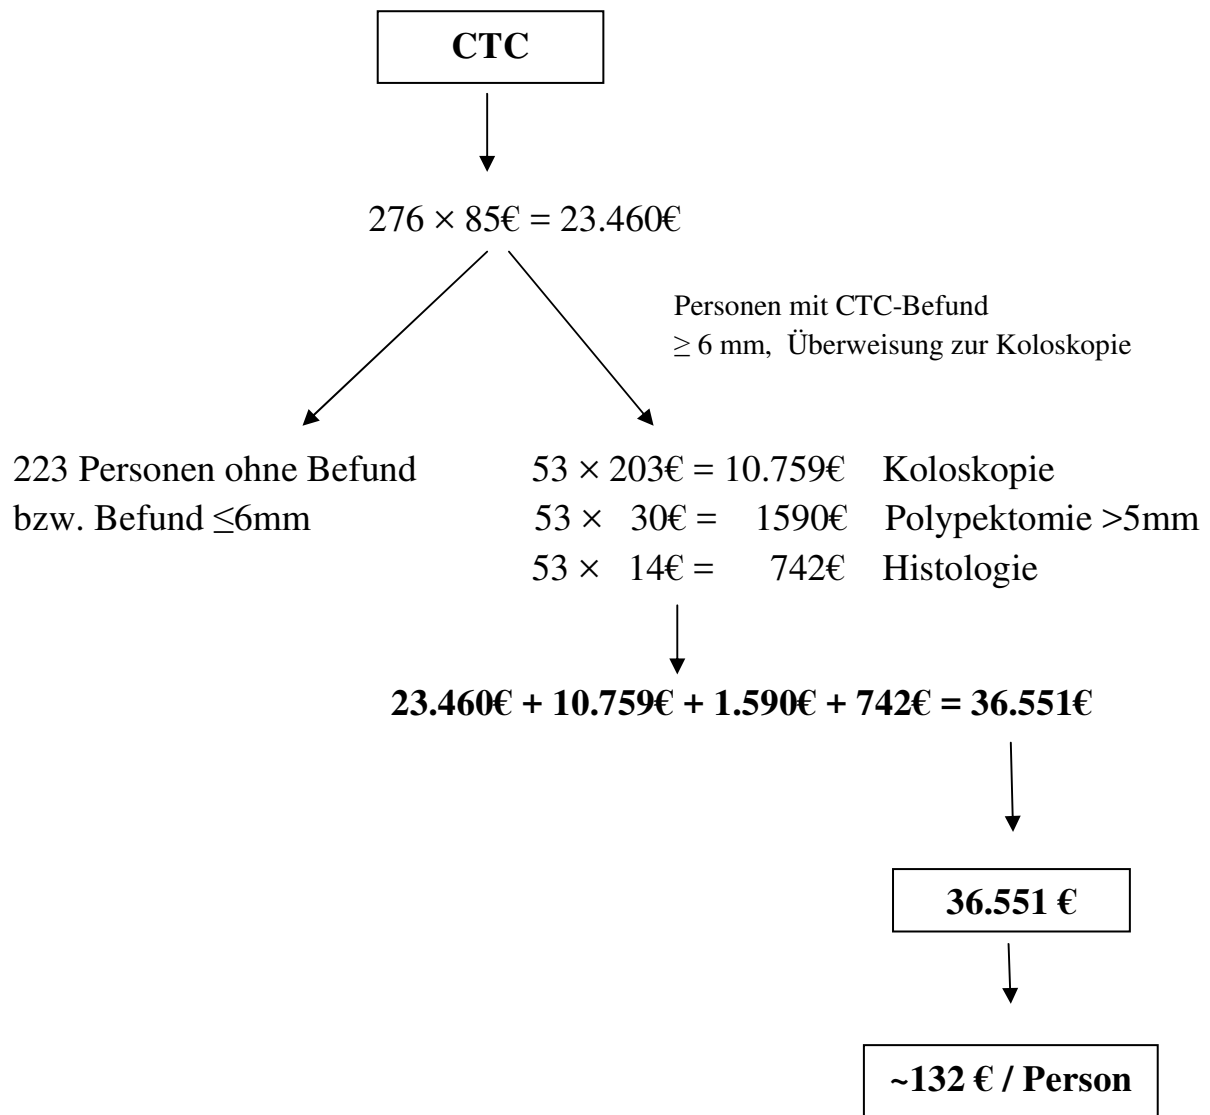 CTC
276 × 85€ = 23.460€
Personen mit CTC-Befund
≥ 6 mm, Überweisung zur Koloskopie
223 Personen ohne Befund
bzw. Befund ≤6mm
53 × 203€ = 10.759€ Koloskopie
53 × 30€ = 1590€ Polypektomie >5mm
53 × 14€ = 742€ Histologie
23.460€ + 10.759€ + 1.590€ + 742€ = 36.551€
36.551 €
~132 € / Person